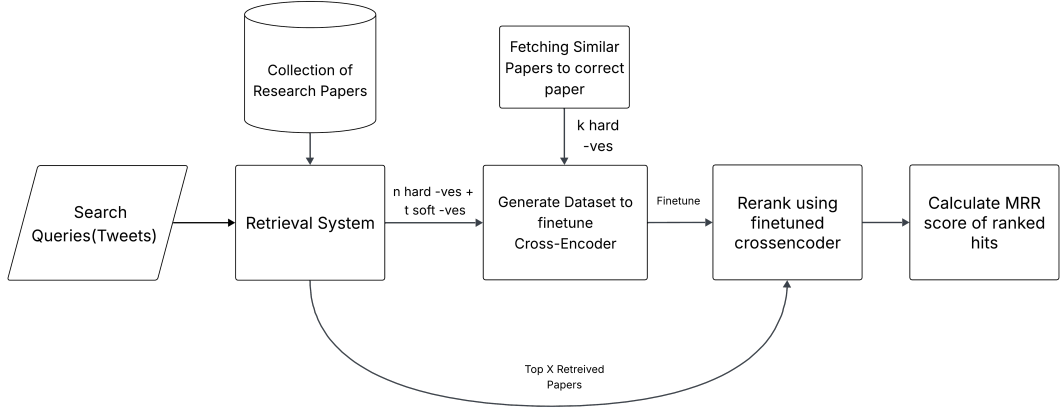 Collection of
Research Papers
Fetching Similar
Papers to correct
paper
k hard
-ves
Search
Queries(Tweets)
Retrieval System
n hard -ves +
t soft -ves
Generate Dataset to
finetune
Cross-Encoder
Finetune
Rerank using
finetuned
crossencoder
Calculate MRR
score of ranked
hits
Top X Retreived
Papers